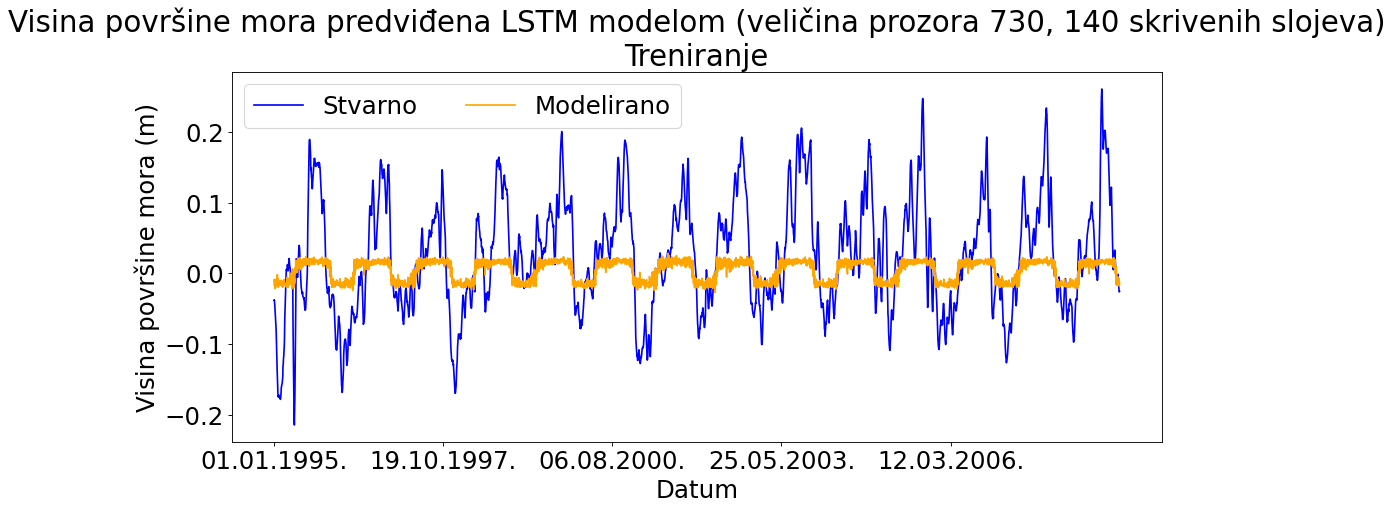 Visina površine mora predviđena LSTM modelom (veličina prozora 730, 140 skrivenih slojeva)
Treniranje
Stvarno Modelirano
Visina površine mora (m)
0.2
0.1
0.0
−0.1
−0.2
01.01.1995. 19.10.1997. 06.08.2000. 25.05.2003. 12.03.2006.
Datum